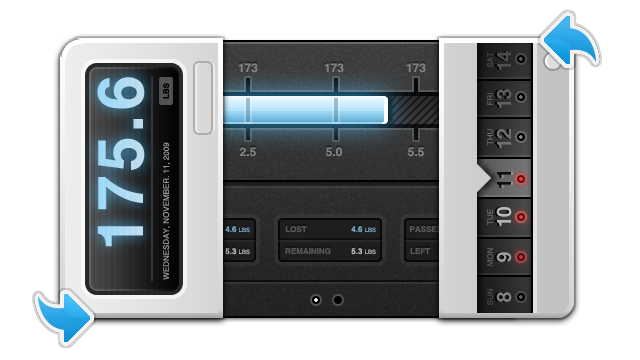 175.6
LBS
WEDNESDAY, NOVEMBER. 11, 2009
173 173 173
2.5 5.0 5.5
4.6 LBS
5.3 LBS
LOST 4.6 LBS
REMAINING 5.3 LBS
PASSE
LEFT
SAT 14
FRI 13
THU 12
11
TUE 10
MON 9
SUN 8